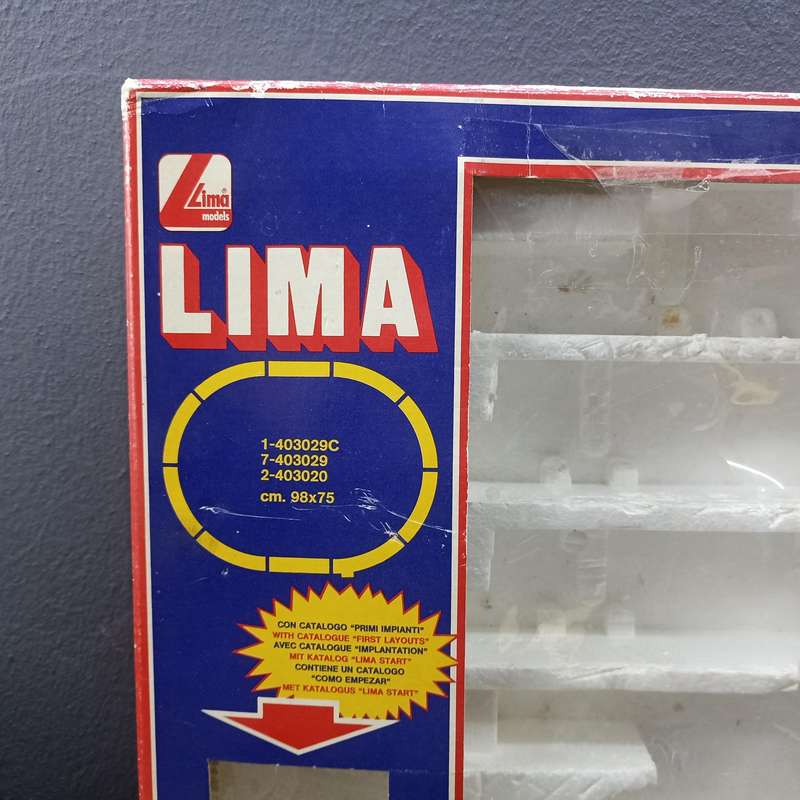 Lima®
models
LIMA
1-403029C
7-403029
2-403020
cm. 98x75
CON CATALOGO "PRIMI IMPIANTI"
WITH CATALOGUE "FIRST LAYOUTS"
AVEC CATALOGUE "IMPLANTATION"
MIT KATALOG "LIMA START"
CONTIENE UN CATALOGO
"COMO EMPEZAR"
MET KATALOGUS "LIMA START"